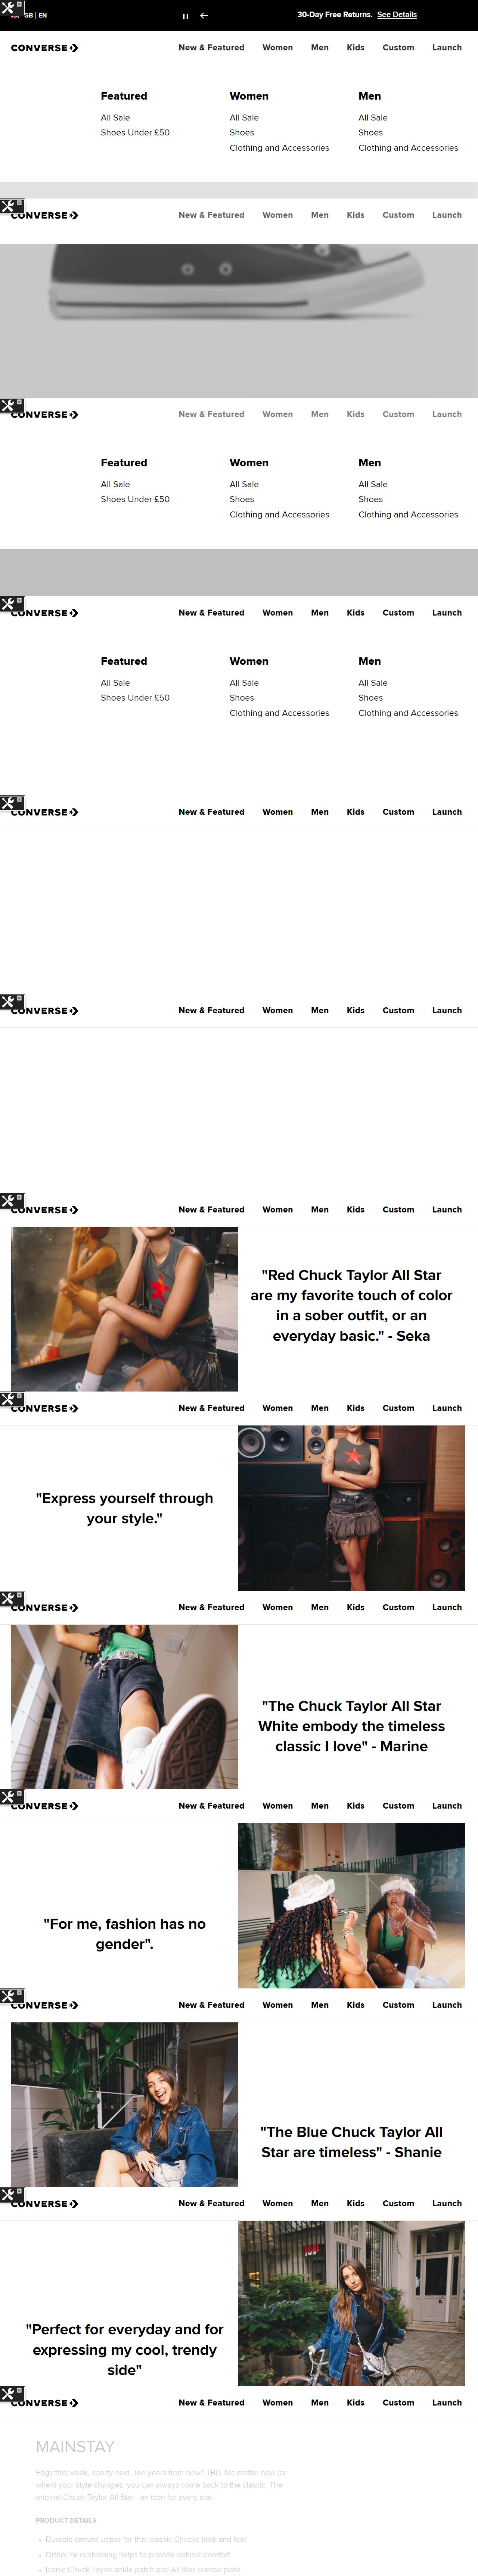 GB | EN
30-Day Free Returns. See Details
CONVERSE
New & Featured Women Men Kids Custom Launch
Featured Women Men
All Sale All Sale All Sale
Shoes Under £50 Shoes Shoes
Clothing and Accessories Clothing and Accessories
CONVERSE
New & Featured Women Men Kids Custom Launch
CONVERSE
New & Featured Women Men Kids Custom Launch
Featured Women Men
All Sale All Sale All Sale
Shoes Under £50 Shoes Shoes
Clothing and Accessories Clothing and Accessories
CONVERSE
New & Featured Women Men Kids Custom Launch
Featured Women Men
All Sale All Sale All Sale
Shoes Under £50 Shoes Shoes
Clothing and Accessories Clothing and Accessories
CONVERSE
New & Featured Women Men Kids Custom Launch
CONVERSE
New & Featured Women Men Kids Custom Launch
CONVERSE
New & Featured Women Men Kids Custom Launch
"Red Chuck Taylor All Star
are my favorite touch of color
in a sober outfit, or an
everyday basic." - Seka
CONVERSE
New & Featured Women Men Kids Custom Launch
"Express yourself through
your style."
CONVERSE
New & Featured Women Men Kids Custom Launch
"The Chuck Taylor All Star
White embody the timeless
classic I love" - Marine
CONVERSE
New & Featured Women Men Kids Custom Launch
"For me, fashion has no
gender".
CONVERSE
New & Featured Women Men Kids Custom Launch
"The Blue Chuck Taylor All
Star are timeless" - Shanie
CONVERSE
New & Featured Women Men Kids Custom Launch
"Perfect for everyday and for
expressing my cool, trendy
side"
CONVERSE
New & Featured Women Men Kids Custom Launch
MAINSTAY
Edgy this week, sporty next. Ten years from now? TBD. No matter how (or
when) your style changes, you can always come back to the classic. The
original Chuck Taylor All Star—an icon for every era.
PRODUCT DETAILS
• Durable canvas upper for that classic Chucks look and feel
• OrthoLite cushioning helps to provide optimal comfort
• Iconic Chuck Taylor ankle patch and All Star license plate